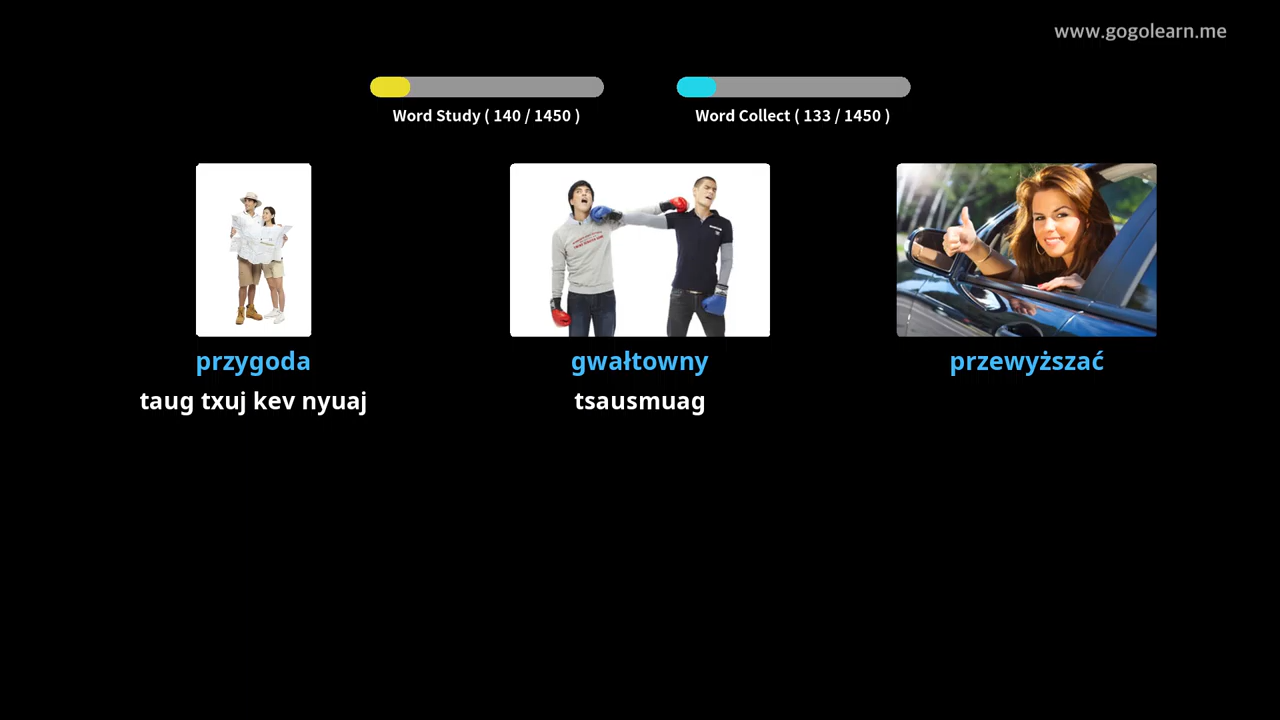 www.gogolearn.me
Word Study ( 140 / 1450 )
Word Collect ( 133 / 1450 )
przygoda
gwałtowny
przewyższać
taug txuj kev nyuaj
tsausmuag